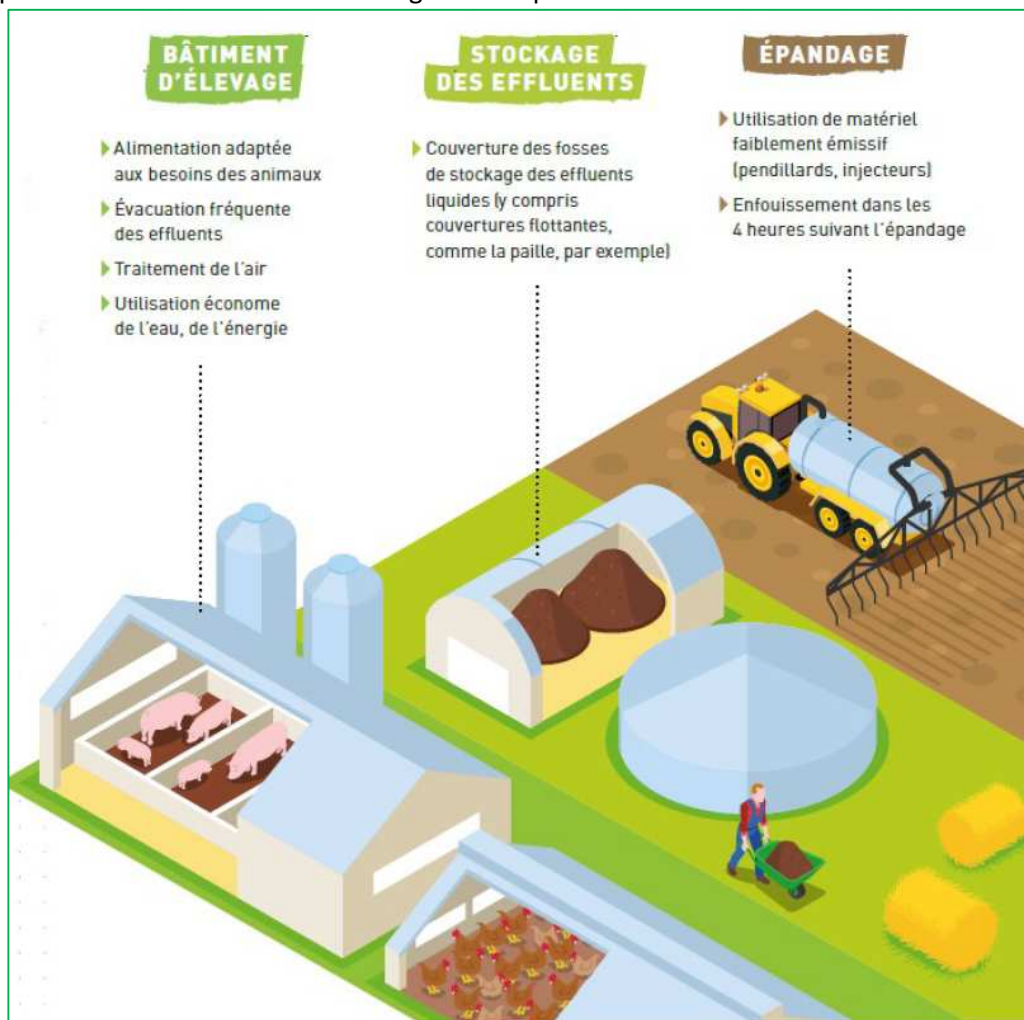 BÂTIMENT
D'ÉLEVAGE
Alimentation adaptée
aux besoins des animaux
Évacuation fréquente
des effluents
Traitement de l'air
Utilisation économe
de l'eau, de l'énergie
STOCKAGE
DES EFFLUENTS
Couverture des fosses
de stockage des effluents
liquides (y compris
couvertures flottantes,
comme la paille, par exemple)
ÉPANDAGE
Utilisation de matériel
faiblement émissif
(pendillards, injecteurs)
Enfouissement dans les
4 heures suivant l'épandage